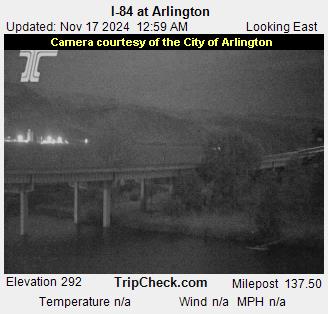 I-84 at Arlington
Updated: Nov 17 2024 12:59 AM Looking East
Camera courtesy of the City of Arlington
Elevation 292 TripCheck.com Milepost 137.50
Temperature n/a Wind n/a MPH n/a